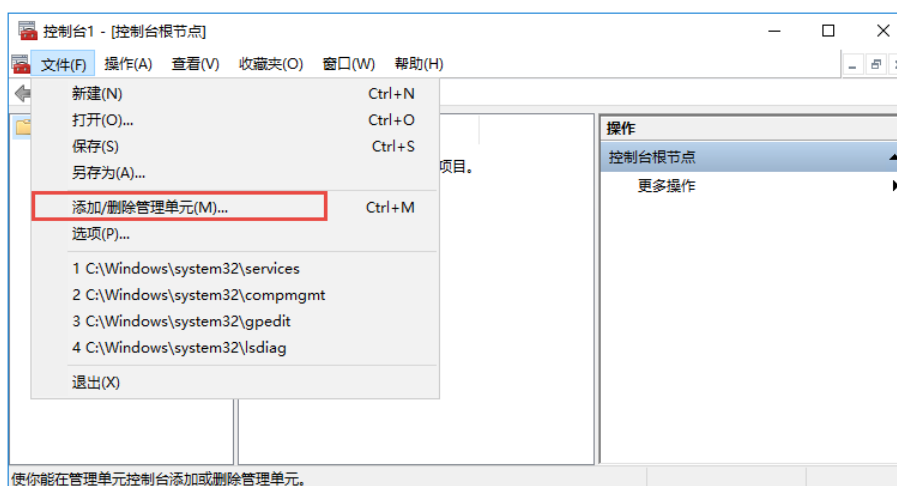 控制台1 - [控制台根节点]
文件(F) 操作(A) 查看(V) 收藏夹(O) 窗口(W) 帮助(H)
新建(N) Ctrl+N
打开(O)... Ctrl+O
保存(S) Ctrl+S
另存为(A)...
添加/删除管理单元(M)... Ctrl+M
选项(P)...
1 C:\Windows\system32\services
2 C:\Windows\system32\compmgmt
3 C:\Windows\system32\gpedit
4 C:\Windows\system32\lsdiag
退出(X)
项目。
操作
控制台根节点
更多操作
使你能在管理单元控制台添加或删除管理单元。